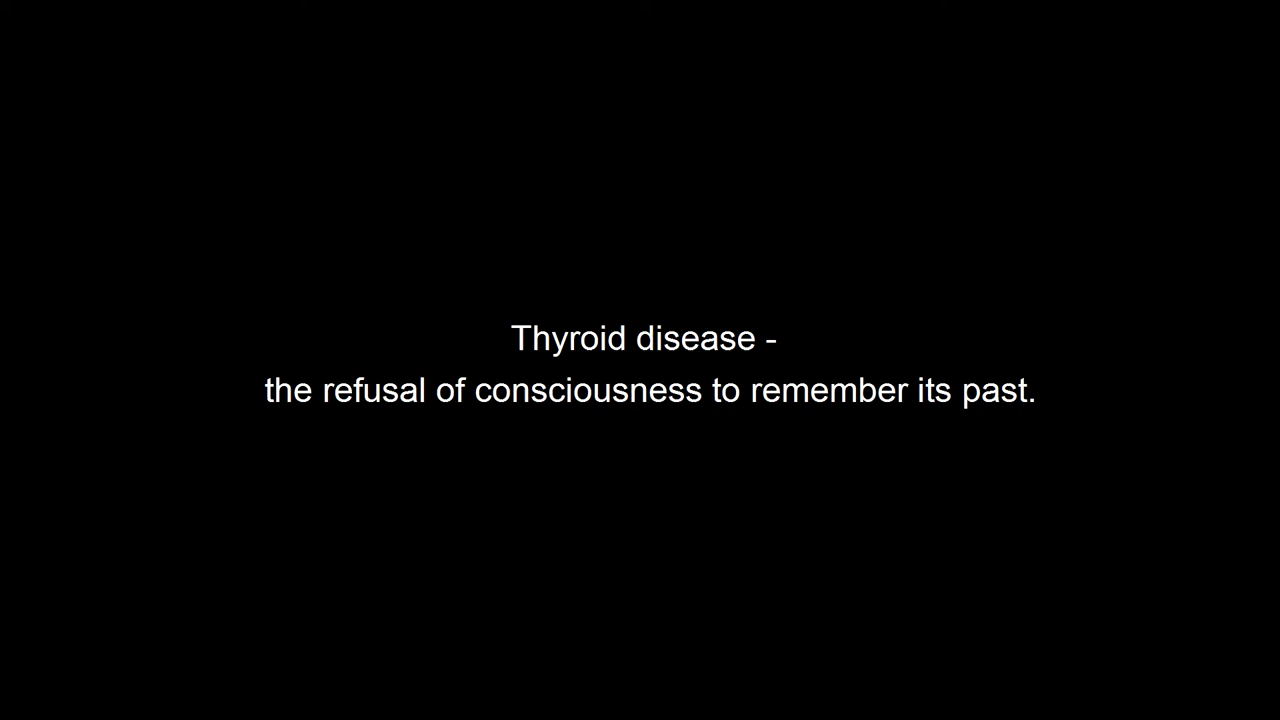 Thyroid disease -
the refusal of consciousness to remember its past.